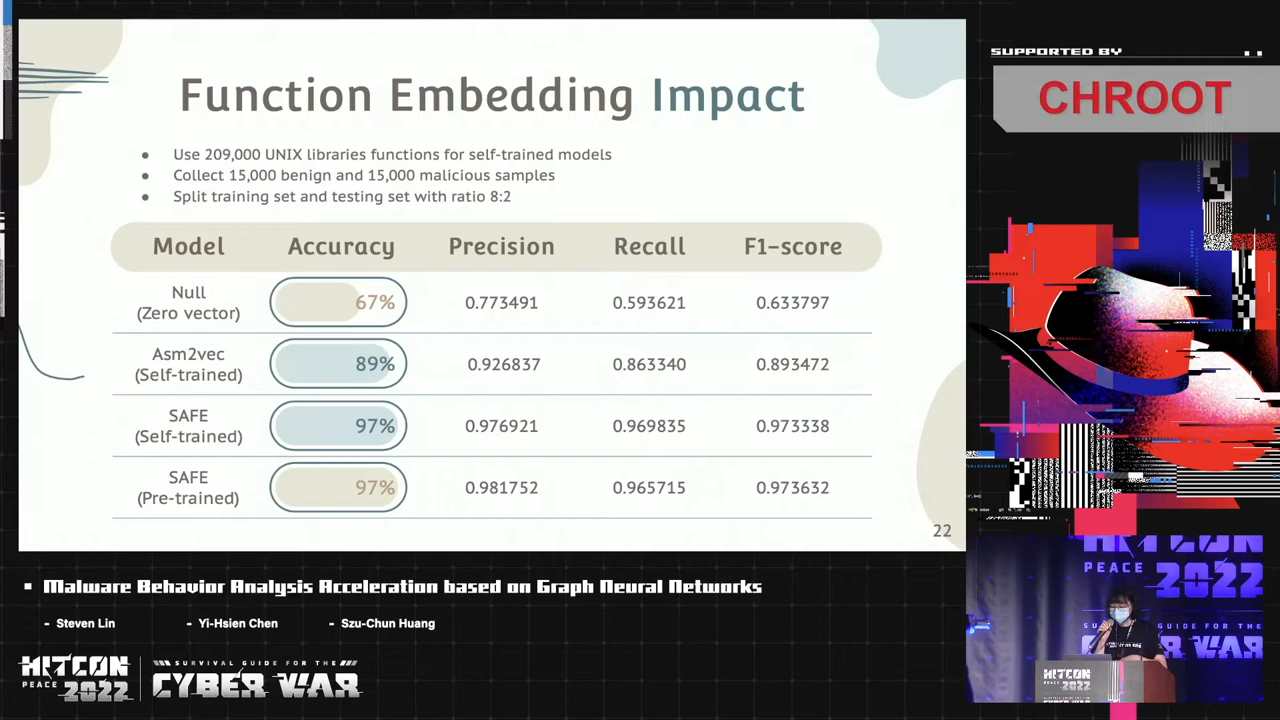 Function Embedding Impact
● Use 209,000 UNIX libraries functions for self-trained models
● Collect 15,000 benign and 15,000 malicious samples
● Split training set and testing set with ratio 8:2
Model Accuracy Precision Recall F1-score
Null
(Zero vector)
67% 0.773491 0.593621 0.633797
Asm2vec
(Self-trained)
89% 0.926837 0.863340 0.893472
SAFE
(Self-trained)
97% 0.976921 0.969835 0.973338
SAFE
(Pre-trained)
97% 0.981752 0.965715 0.973632
22
SUPPORTED BY
CHROOT
▪ Malware Behavior Analysis Acceleration based on Graph Neural Networks
- Steven Lin - Yi-Hsien Chen - Szu-Chun Huang
HITCON
PEACE 2022
SURVIVAL GUIDE FOR THE
CYBER WAR
HITCON
PEACE 2022